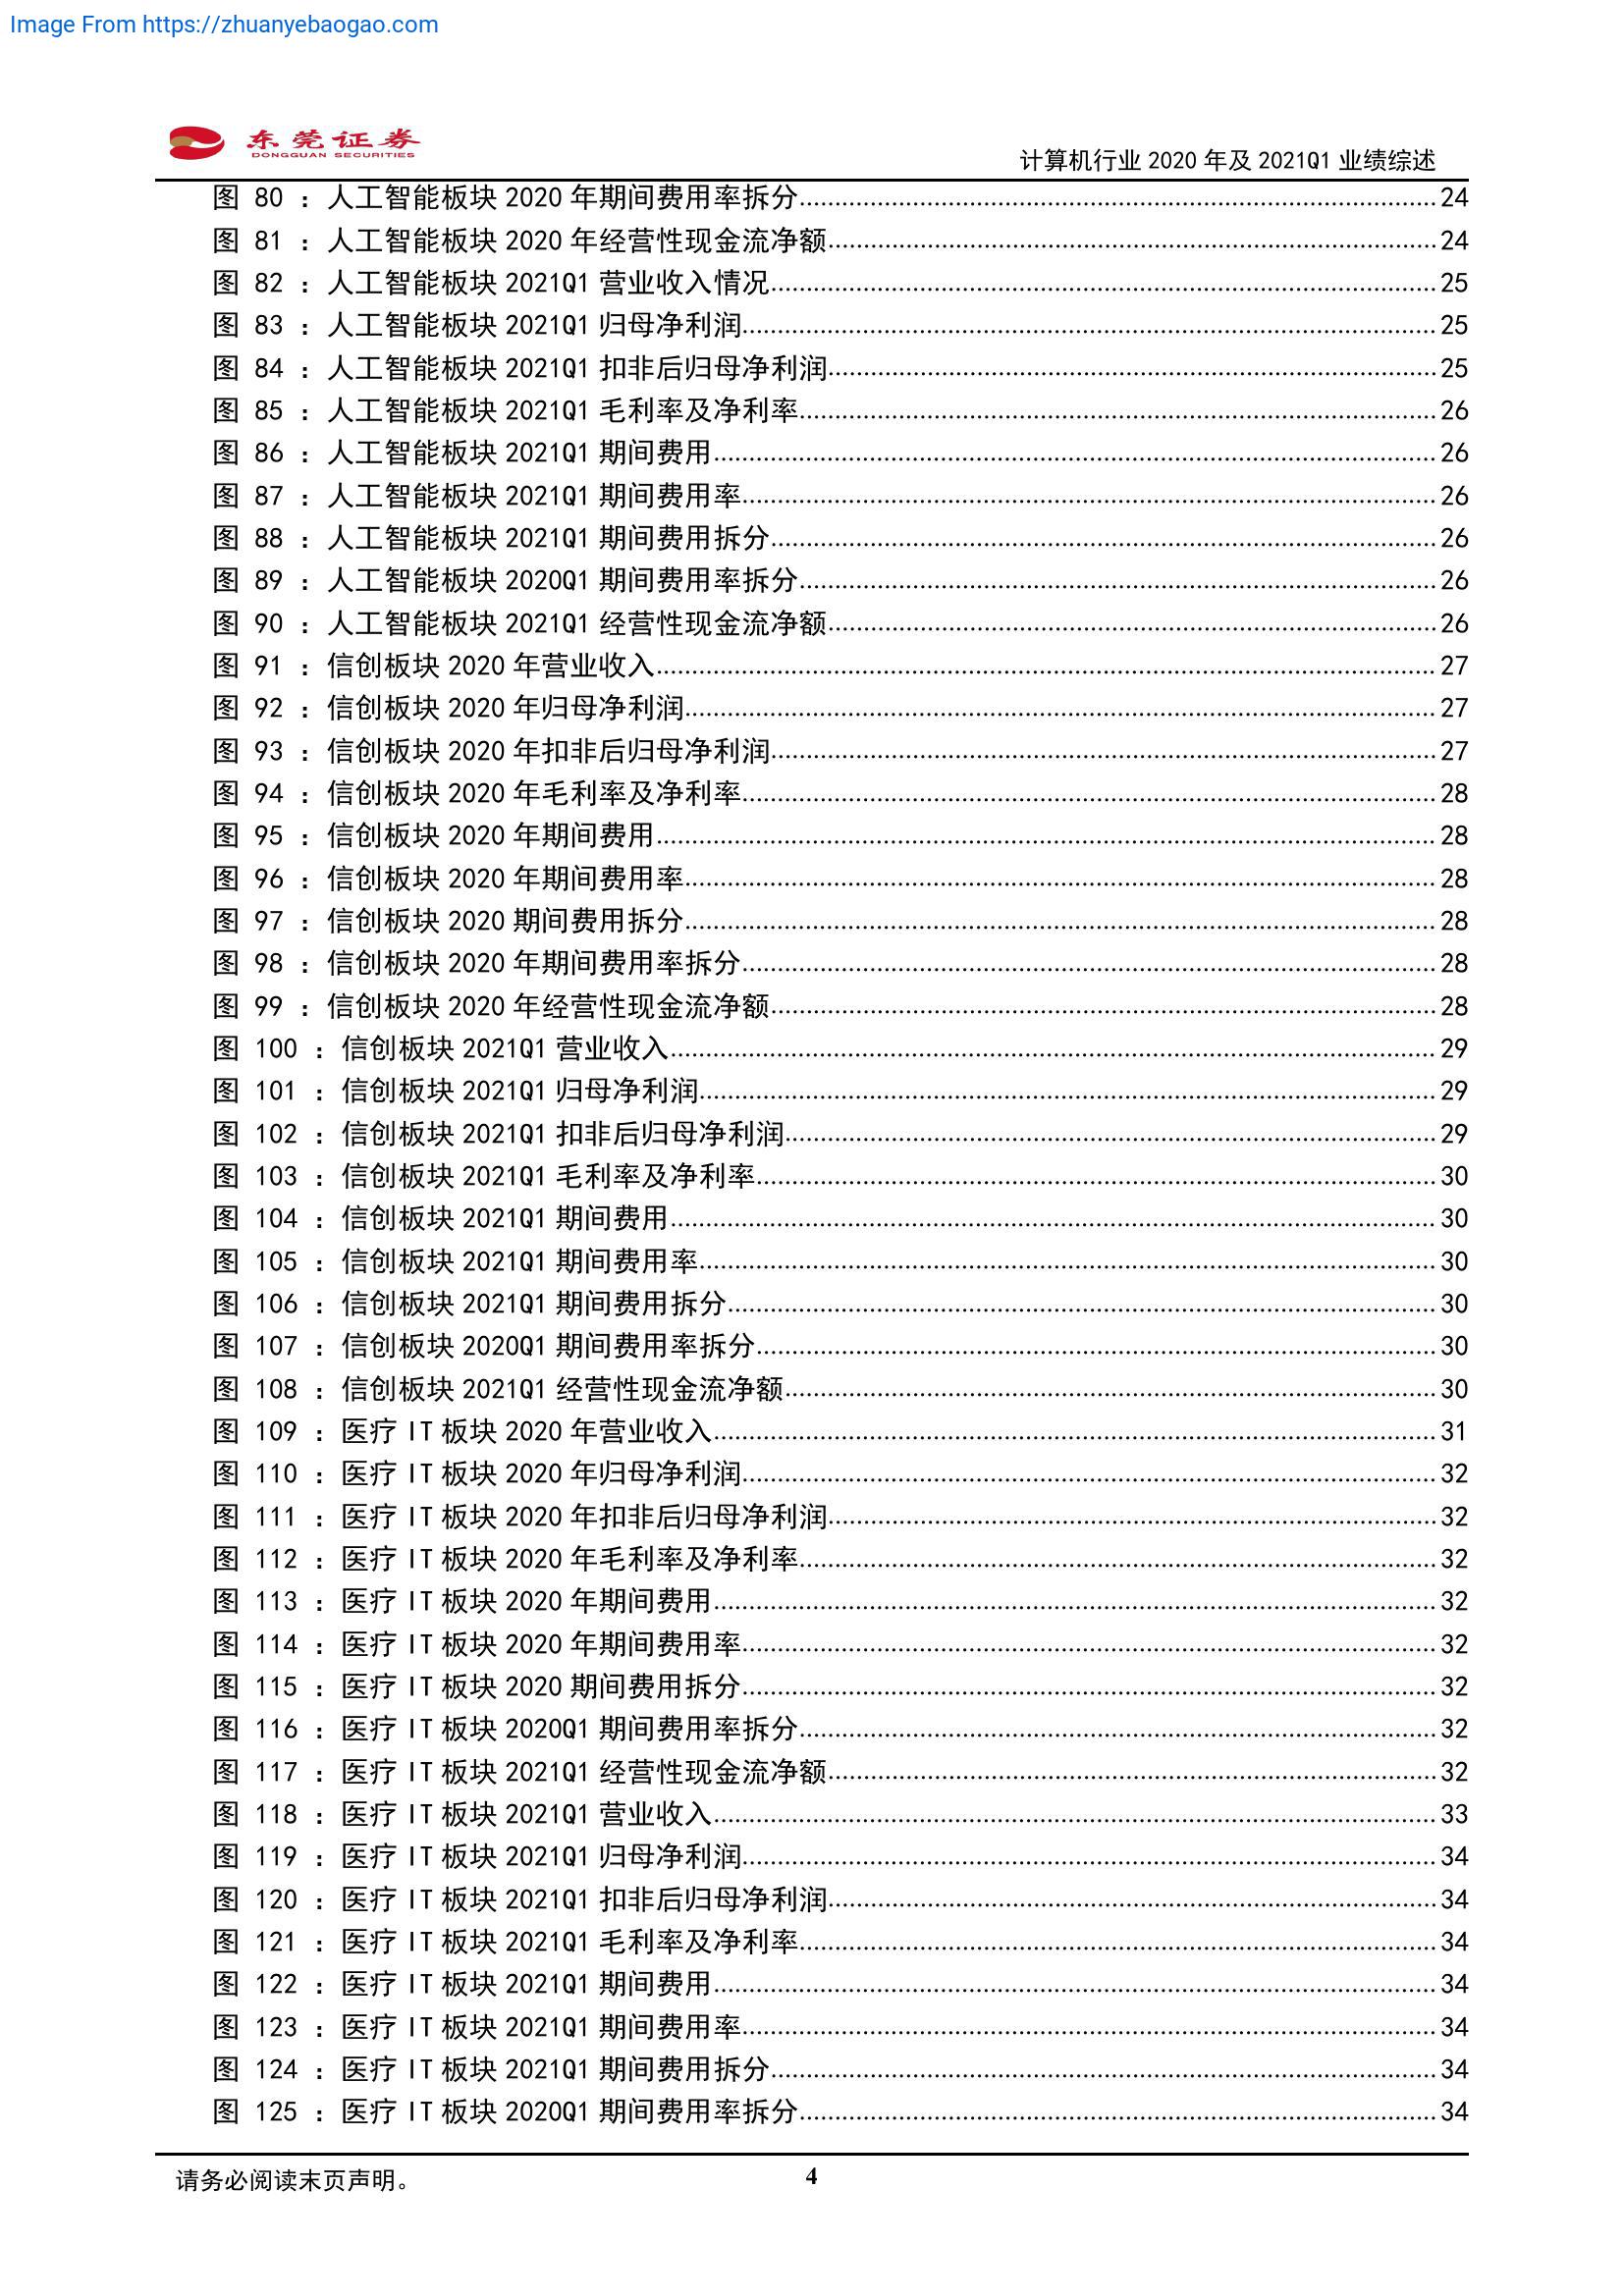 Image From https://zhuanyebaogao.com
东莞证券
DONGGUAN SECURITIES
计算机行业 2020 年及 2021Q1 业绩综述
图 80 ：人工智能板块 2020 年期间费用率拆分 24
图 81 ：人工智能板块 2020 年经营性现金流净额 24
图 82 ：人工智能板块 2021Q1 营业收入情况 25
图 83 ：人工智能板块 2021Q1 归母净利润 25
图 84 ：人工智能板块 2021Q1 扣非后归母净利润 25
图 85 ：人工智能板块 2021Q1 毛利率及净利率 26
图 86 ：人工智能板块 2021Q1 期间费用 26
图 87 ：人工智能板块 2021Q1 期间费用率 26
图 88 ：人工智能板块 2021Q1 期间费用拆分 26
图 89 ：人工智能板块 2020Q1 期间费用率拆分 26
图 90 ：人工智能板块 2021Q1 经营性现金流净额 26
图 91 ：信创板块 2020 年营业收入 27
图 92 ：信创板块 2020 年归母净利润 27
图 93 ：信创板块 2020 年扣非后归母净利润 27
图 94 ：信创板块 2020 年毛利率及净利率 28
图 95 ：信创板块 2020 年期间费用 28
图 96 ：信创板块 2020 年期间费用率 28
图 97 ：信创板块 2020 期间费用拆分 28
图 98 ：信创板块 2020 年期间费用率拆分 28
图 99 ：信创板块 2020 年经营性现金流净额 28
图 100 ：信创板块 2021Q1 营业收入 29
图 101 ：信创板块 2021Q1 归母净利润 29
图 102 ：信创板块 2021Q1 扣非后归母净利润 29
图 103 ：信创板块 2021Q1 毛利率及净利率 30
图 104 ：信创板块 2021Q1 期间费用 30
图 105 ：信创板块 2021Q1 期间费用率 30
图 106 ：信创板块 2021Q1 期间费用拆分 30
图 107 ：信创板块 2020Q1 期间费用率拆分 30
图 108 ：信创板块 2021Q1 经营性现金流净额 30
图 109 ：医疗 IT 板块 2020 年营业收入 31
图 110 ：医疗 IT 板块 2020 年归母净利润 32
图 111 ：医疗 IT 板块 2020 年扣非后归母净利润 32
图 112 ：医疗 IT 板块 2020 年毛利率及净利率 32
图 113 ：医疗 IT 板块 2020 年期间费用 32
图 114 ：医疗 IT 板块 2020 年期间费用率 32
图 115 ：医疗 IT 板块 2020 期间费用拆分 32
图 116 ：医疗 IT 板块 2020Q1 期间费用率拆分 32
图 117 ：医疗 IT 板块 2021Q1 经营性现金流净额 32
图 118 ：医疗 IT 板块 2021Q1 营业收入 33
图 119 ：医疗 IT 板块 2021Q1 归母净利润 34
图 120 ：医疗 IT 板块 2021Q1 扣非后归母净利润 34
图 121 ：医疗 IT 板块 2021Q1 毛利率及净利率 34
图 122 ：医疗 IT 板块 2021Q1 期间费用 34
图 123 ：医疗 IT 板块 2021Q1 期间费用率 34
图 124 ：医疗 IT 板块 2021Q1 期间费用拆分 34
图 125 ：医疗 IT 板块 2020Q1 期间费用率拆分 34
请务必阅读末页声明。
4